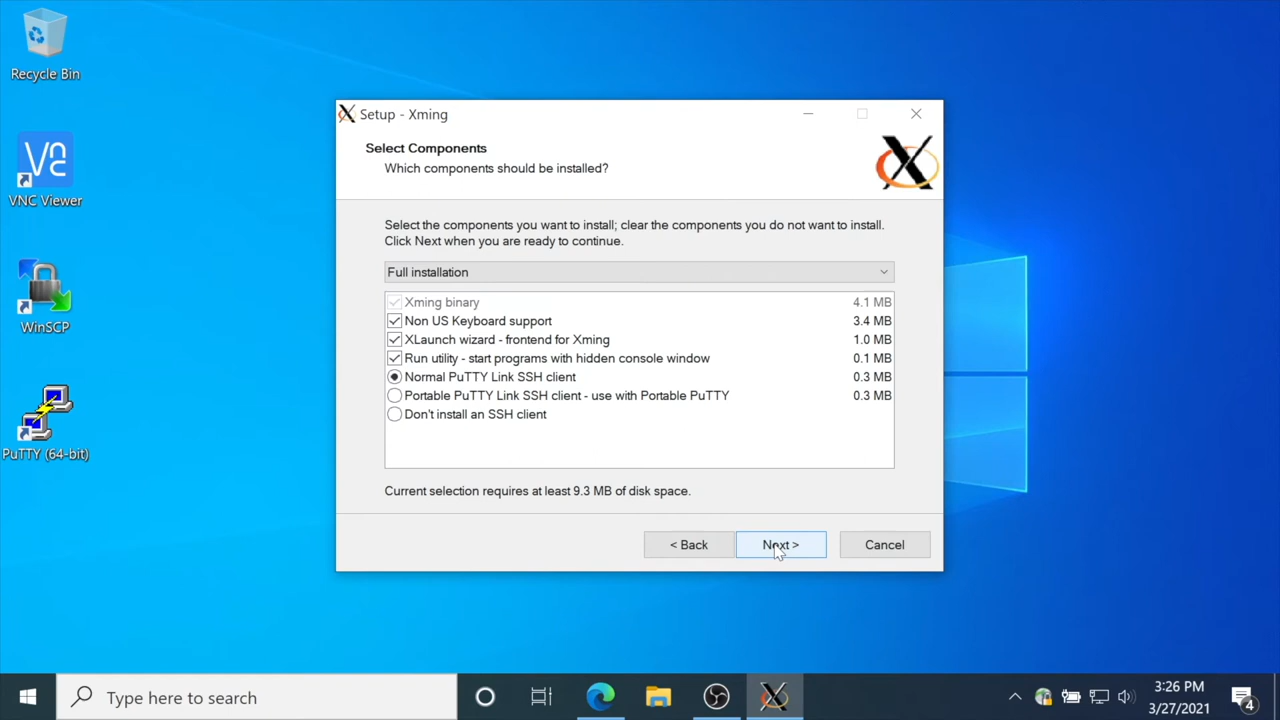 Recycle Bin
VNC Viewer
WinSCP
PuTTY (64-bit)
Setup - Xming
Select Components
Which components should be installed?
Select the components you want to install; clear the components you do not want to install.
Click Next when you are ready to continue.
Full installation
Xming binary 4.1 MB
Non US Keyboard support 3.4 MB
XLaunch wizard - frontend for Xming 1.0 MB
Run utility - start programs with hidden console window 0.1 MB
Normal PuTTY Link SSH client 0.3 MB
Portable PuTTY Link SSH client - use with Portable PuTTY 0.3 MB
Don't install an SSH client
Current selection requires at least 9.3 MB of disk space.
< Back Next > Cancel
Type here to search
3:26 PM
3/27/2021
4